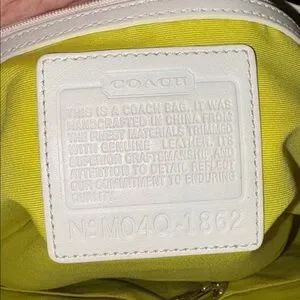 COACH
THIS IS A COACH BAG. IT WAS
HANDCRAFTED IN CHINA FROM
THE FINEST MATERIALS TRIMMED
WITH GENUINE LEATHER. ITS
SUPERIOR CRAFTSMANSHIP AND
ATTENTION TO DETAIL REFLECT
OUR COMMITMENT TO ENDURING
QUALITY.
No M04Q-1862